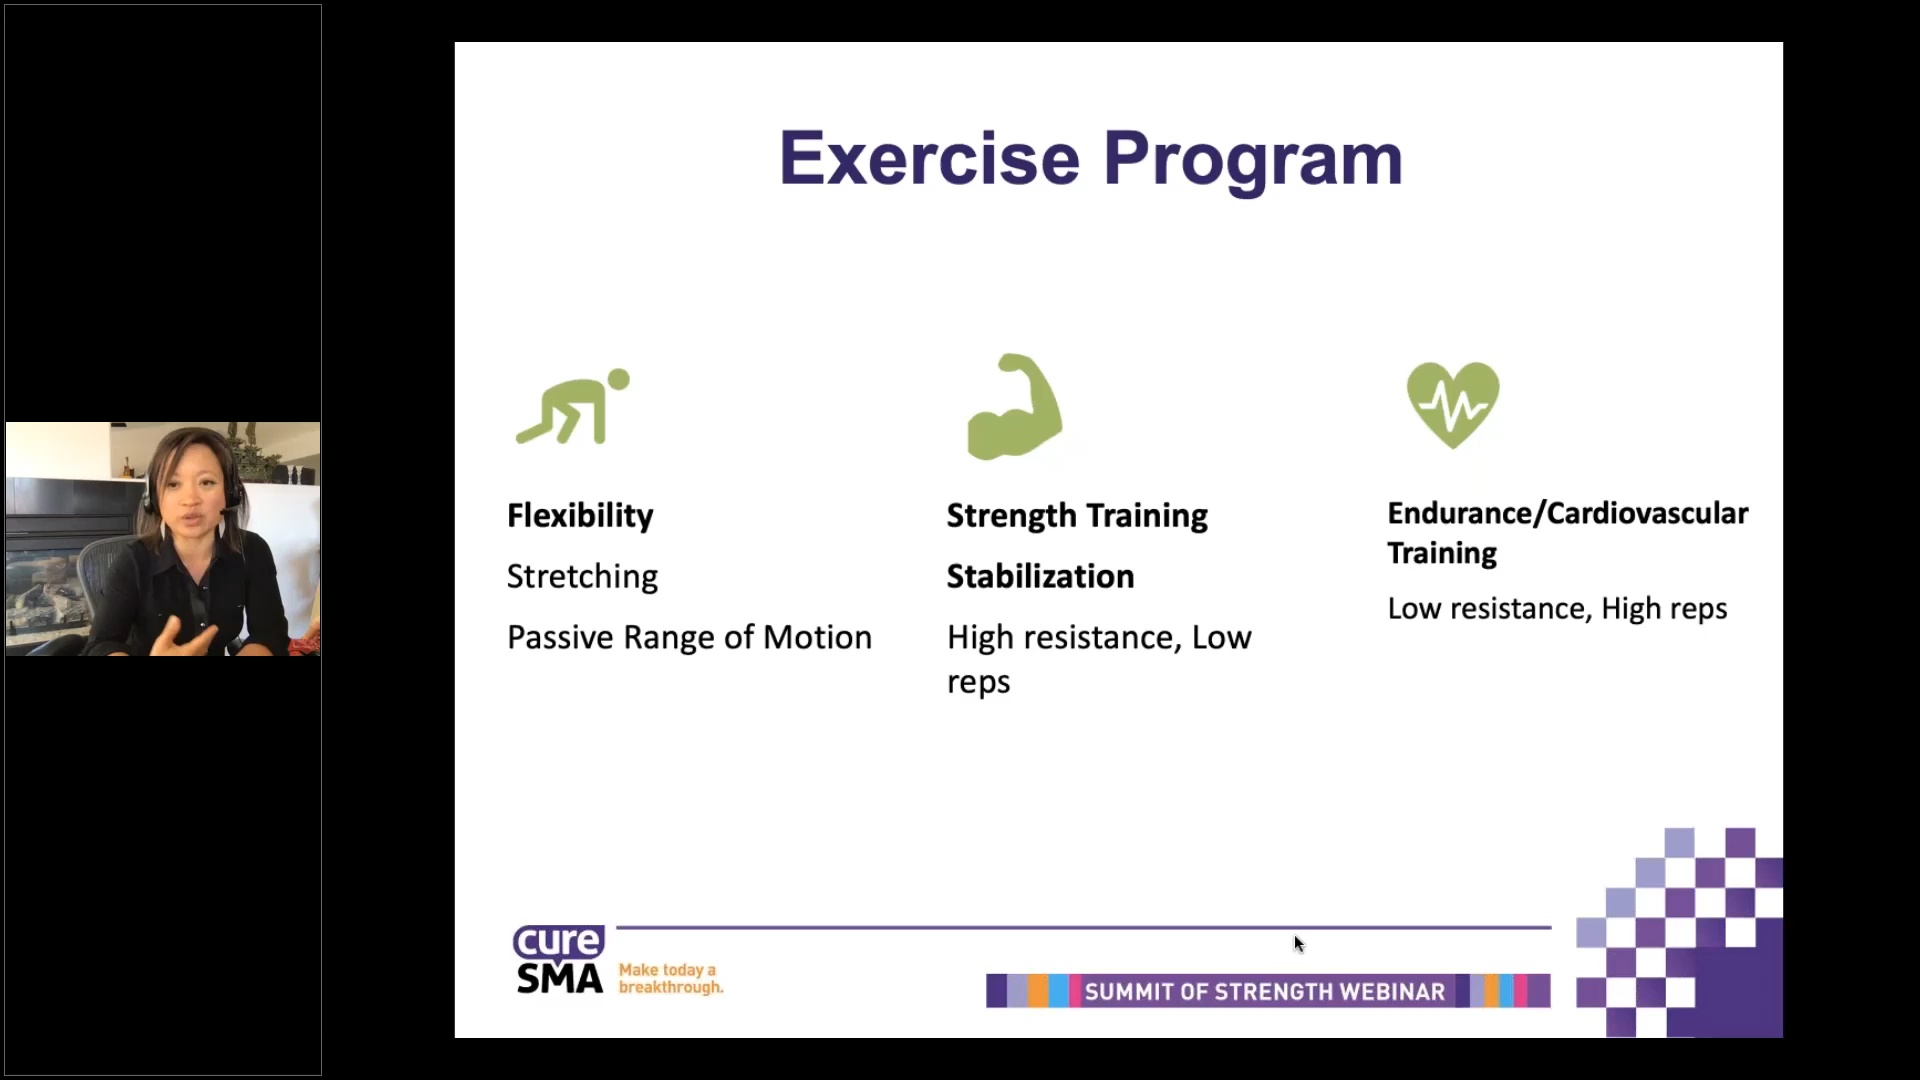 Exercise Program
Flexibility
Stretching
Passive Range of Motion
Strength Training
Stabilization
High resistance, Low
reps
Endurance/Cardiovascular
Training
Low resistance, High reps
cure
SMA
Make today a
breakthrough.
SUMMIT OF STRENGTH WEBINAR